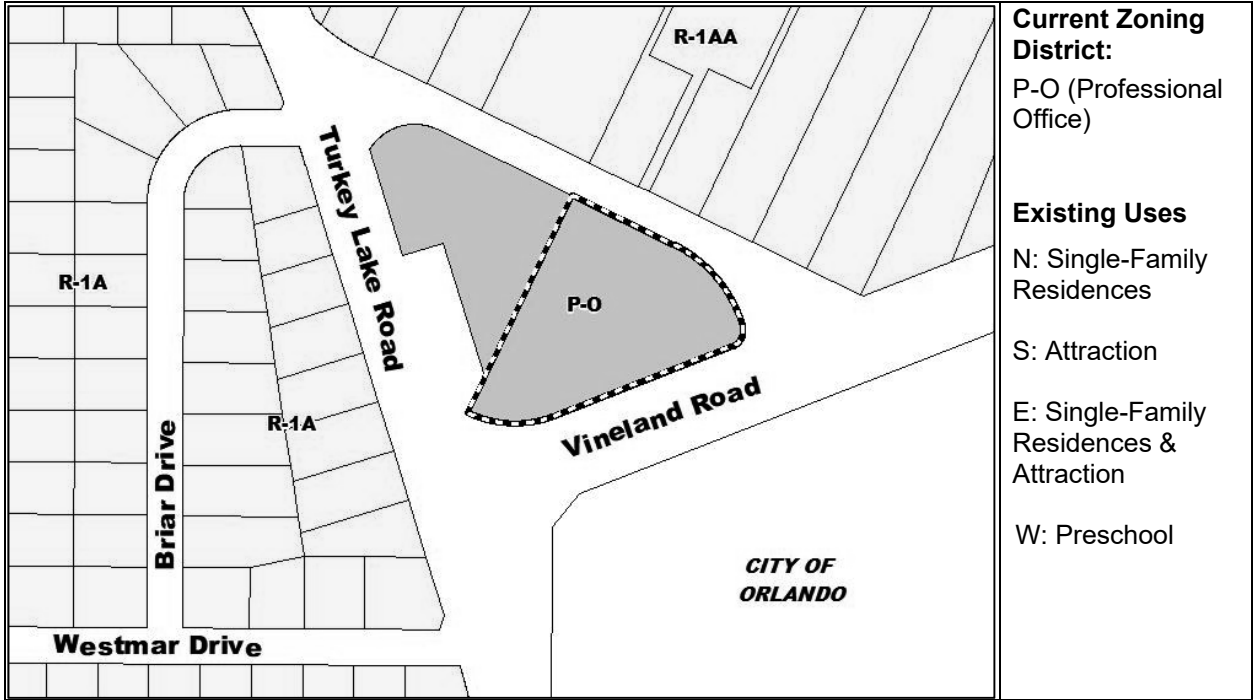 R-1AA
Turkey Lake Road
P-O
R-1A
R-1A
Vineland Road
Briar Drive
CITY OF
ORLANDO
Westmar Drive
Current Zoning
District:
P-O (Professional
Office)
Existing Uses
N: Single-Family
Residences
S: Attraction
E: Single-Family
Residences &
Attraction
W: Preschool